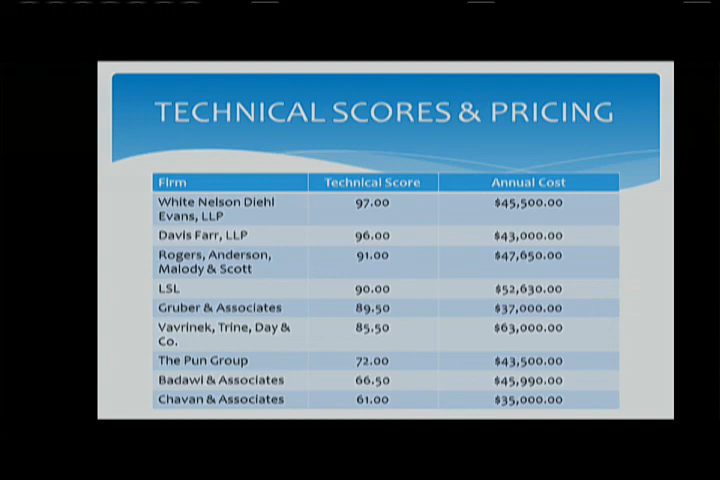 TECHNICAL SCORES & PRICING
Firm Technical Score Annual Cost
White Nelson Diehl
Evans, LLP 97.00 $45,500.00
Davis Farr, LLP 96.00 $43,000.00
Rogers, Anderson,
Malody & Scott 91.00 $47,650.00
LSL 90.00 $52,630.00
Gruber & Associates 89.50 $37,000.00
Vavrinek, Trine, Day &
Co. 85.50 $63,000.00
The Pun Group 72.00 $43,500.00
Badawi & Associates 66.50 $45,990.00
Chavan & Associates 61.00 $35,000.00